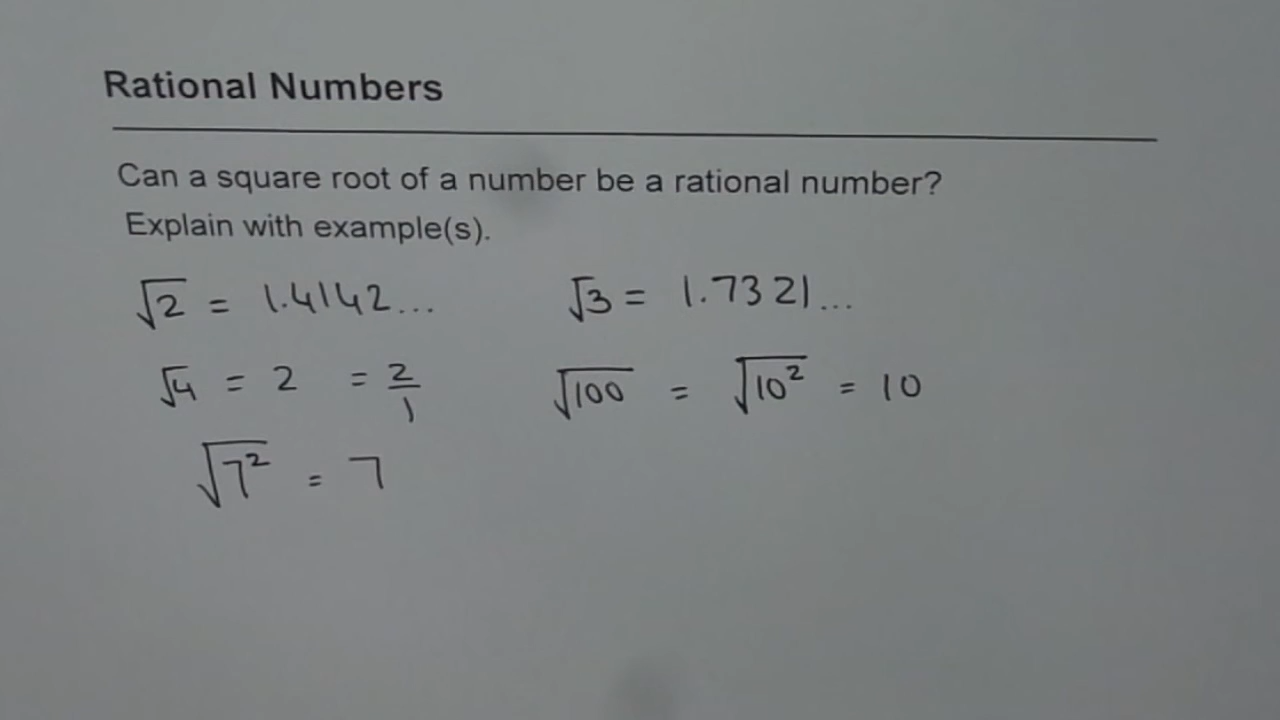 Rational Numbers
Can a square root of a number be a rational number?
Explain with example(s).
√2 = 1.4142... √3 = 1.7321...
√4 = 2 = 2/1 √100 = √10² = 10
√7² = 7